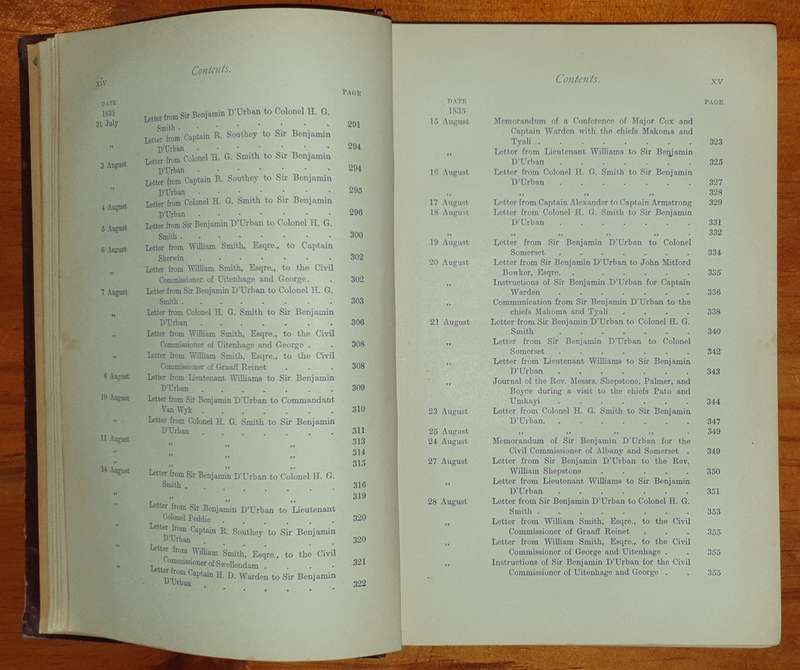 xiv
Contents.
DATE
PAGE
1835
31 July Letter from Sir Benjamin D'Urban to Colonel H. G.
Smith . . . . . . . 291
„ Letter from Captain R. Southey to Sir Benjamin
D'Urban . . . . . . . 294
3 August Letter from Colonel H. G. Smith to Sir Benjamin
D'Urban . . . . . . . 294
„ Letter from Captain R. Southey to Sir Benjamin
D'Urban . . . . . . . 295
4 August Letter from Colonel H. G. Smith to Sir Benjamin
D'Urban . . . . . . . 296
5 August Letter from Sir Benjamin D'Urban to Colonel H. G.
Smith . . . . . . . 300
6 August Letter from William Smith, Esqre., to Captain
Sherwin . . . . . . . 302
„ Letter from William Smith, Esqre., to the Civil
Commissioner of Uitenhage and George . . 302
7 August Letter from Sir Benjamin D'Urban to Colonel H. G.
Smith . . . . . . . 303
„ Letter from Colonel H. G. Smith to Sir Benjamin
D'Urban . . . . . . . 306
„ Letter from William Smith, Esqre., to the Civil
Commissioner of Uitenhage and George . . 308
„ Letter from William Smith, Esqre., to the Civil
Commissioner of Graaff Reinet . . . 308
8 August Letter from Lieutenant Williams to Sir Benjamin
D'Urban . . . . . . . 309
10 August Letter from Sir Benjamin D'Urban to Commandant
Van Wyk . . . . . . . 310
„ Letter from Colonel H. G. Smith to Sir Benjamin
D'Urban . . . . . . . 311
11 August „ „ „ 313
„ „ „ „ 314
„ „ „ „ 315
14 August Letter from Sir Benjamin D'Urban to Colonel H. G.
Smith . . . . . . . 316
„ „ „ „ 319
„ Letter from Sir Benjamin D'Urban to Lieutenant
Colonel Peddie . . . . . . 320
„ Letter from Captain R. Southey to Sir Benjamin
D'Urban . . . . . . . 320
„ Letter from William Smith, Esqre., to the Civil
Commissioner of Swellendam . . . . 321
„ Letter from Captain H. D. Warden to Sir Benjamin
D'Urban . . . . . . . 322
Contents.
xv
DATE
PAGE
1835
15 August Memorandum of a Conference of Major Cox and
Captain Warden with the chiefs Makoma and
Tyali . . . . . . . . 323
„ Letter from Lieutenant Williams to Sir Benjamin
D'Urban . . . . . . . 325
16 August Letter from Colonel H. G. Smith to Sir Benjamin
D'Urban . . . . . . . 327
„ „ „ „ „ 328
17 August Letter from Captain Alexander to Captain Armstrong 329
18 August Letter from Colonel H. G. Smith to Sir Benjamin
D'Urban . . . . . . . 331
„ „ „ „ „ . 332
19 August Letter from Sir Benjamin D'Urban to Colonel
Somerset . . . . . . . 334
20 August Letter from Sir Benjamin D'Urban to John Mitford
Bowker, Esqre. . . . . . . 335
„ Instructions of Sir Benjamin D'Urban for Captain
Warden . . . . . . . 336
„ Communication from Sir Benjamin D'Urban to the
chiefs Makoma and Tyali . . . . 338
21 August Letter from Sir Benjamin D'Urban to Colonel H. G.
Smith . . . . . . . 340
„ Letter from Sir Benjamin D'Urban to Colonel
Somerset . . . . . . . 342
„ Letter from Lieutenant Williams to Sir Benjamin
D'Urban . . . . . . . 343
„ Journal of the Rev. Messrs. Shepstone, Palmer, and
Boyce during a visit to the chiefs Pato and
Umkayi . . . . . . . 344
23 August Letter from Colonel H. G. Smith to Sir Benjamin
D'Urban. . . . . . . . 347
25 August „ „ „ „ . 349
24 August Memorandum of Sir Benjamin D'Urban for the
Civil Commissioner of Albany and Somerset . 349
27 August Letter from Sir Benjamin D'Urban to the Rev.
William Shepstone . . . . . 350
„ Letter from Lieutenant Williams to Sir Benjamin
D'Urban . . . . . . . 351
28 August Letter from Sir Benjamin D'Urban to Colonel H. G.
Smith . . . . . . . . 353
„ Letter from William Smith, Esqre., to the Civil
Commissioner of Graaff Reinet . . . 355
„ Letter from William Smith, Esqre., to the Civil
Commissioner of George and Uitenhage . . 355
„ Instructions of Sir Benjamin D'Urban for the Civil
Commissioner of Uitenhage and George . . 355